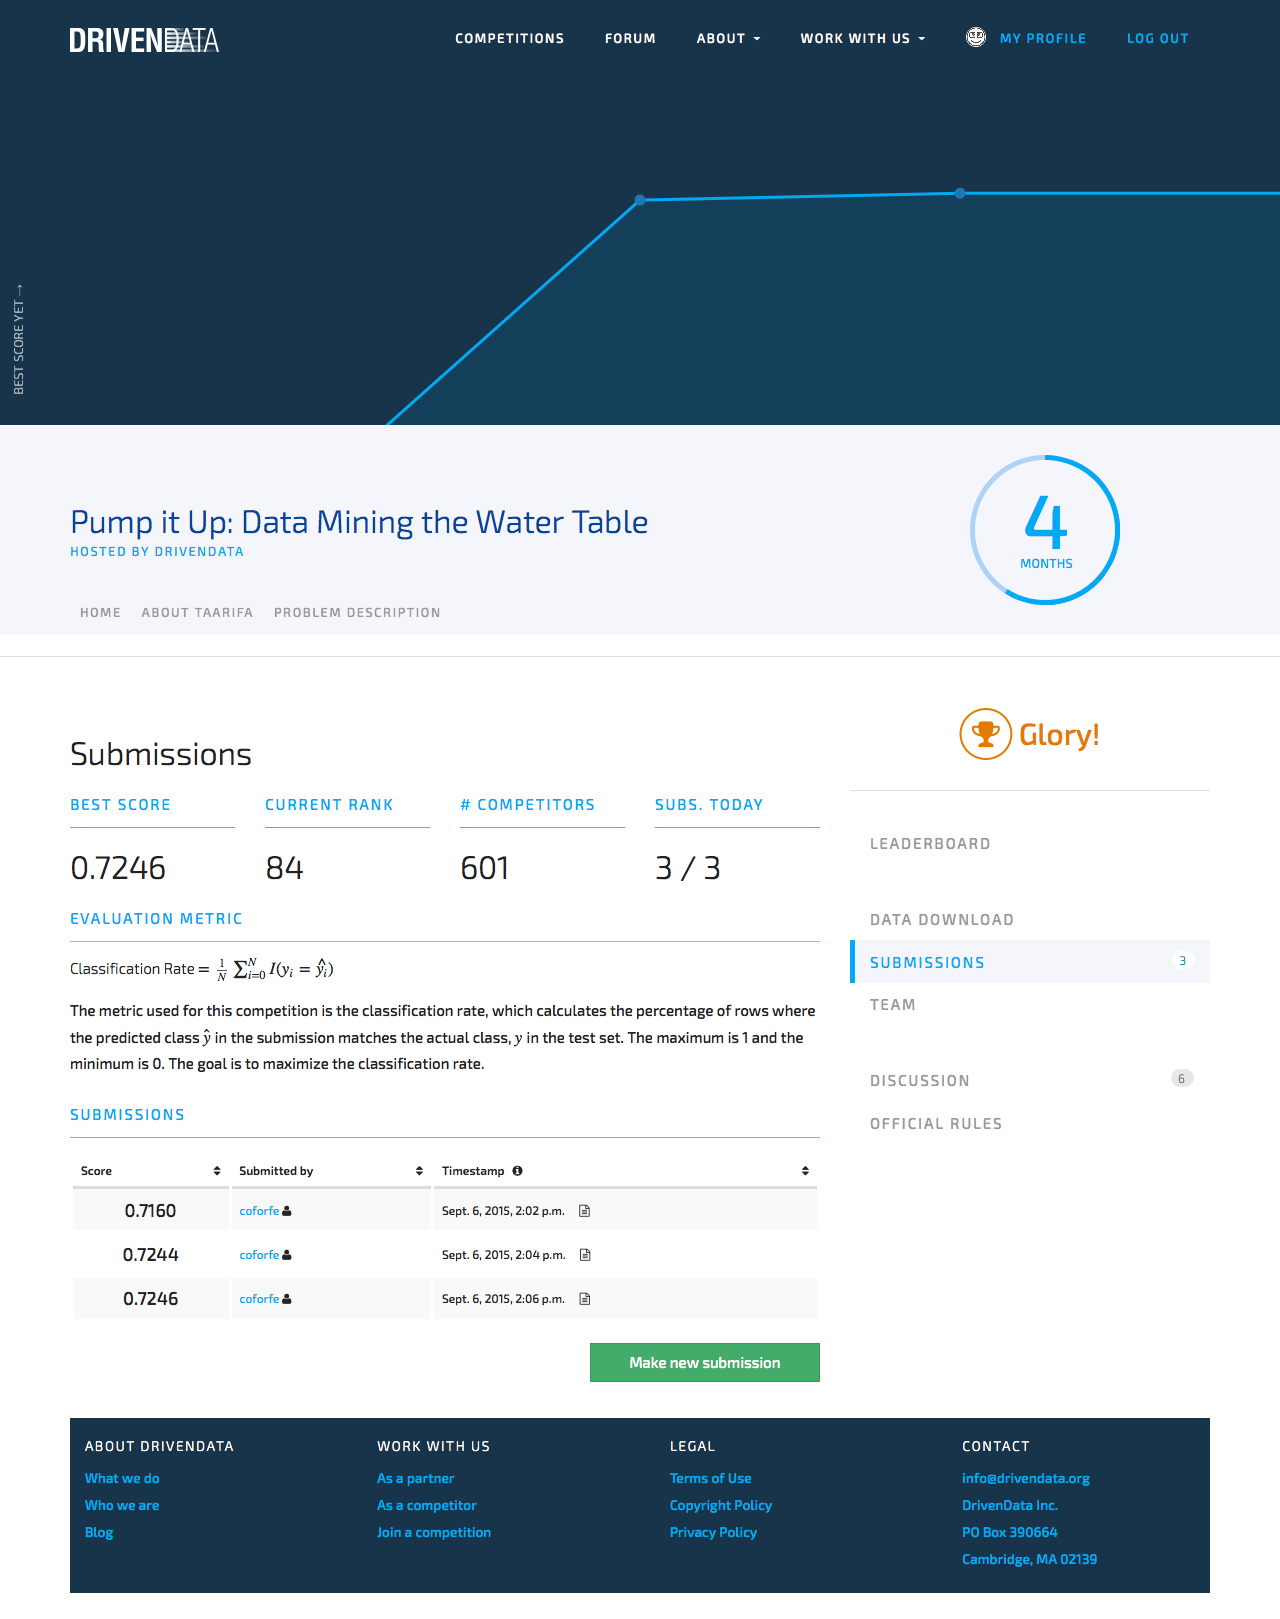 DRIVENDATA
COMPETITIONS FORUM ABOUT WORK WITH US MY PROFILE LOG OUT
BEST SCORE YET →
Pump it Up: Data Mining the Water Table
HOSTED BY DRIVENDATA
4
MONTHS
HOME ABOUT TAARIFA PROBLEM DESCRIPTION
Glory!
Submissions
BEST SCORE CURRENT RANK # COMPETITORS SUBS. TODAY
0.7246 84 601 3 / 3
EVALUATION METRIC
Classification Rate = 1/N ∑_{i=0}^{N} I(y_i = ŷ_i)
The metric used for this competition is the classification rate, which calculates the percentage of rows where
the predicted class ŷ in the submission matches the actual class, y in the test set. The maximum is 1 and the
minimum is 0. The goal is to maximize the classification rate.
SUBMISSIONS
Score Submitted by Timestamp
0.7160 coforfe Sept. 6, 2015, 2:02 p.m.
0.7244 coforfe Sept. 6, 2015, 2:04 p.m.
0.7246 coforfe Sept. 6, 2015, 2:06 p.m.
Make new submission
LEADERBOARD
DATA DOWNLOAD
SUBMISSIONS 3
TEAM
DISCUSSION 6
OFFICIAL RULES
ABOUT DRIVENDATA
What we do
Who we are
Blog
WORK WITH US
As a partner
As a competitor
Join a competition
LEGAL
Terms of Use
Copyright Policy
Privacy Policy
CONTACT
info@drivendata.org
DrivenData Inc.
PO Box 390664
Cambridge, MA 02139